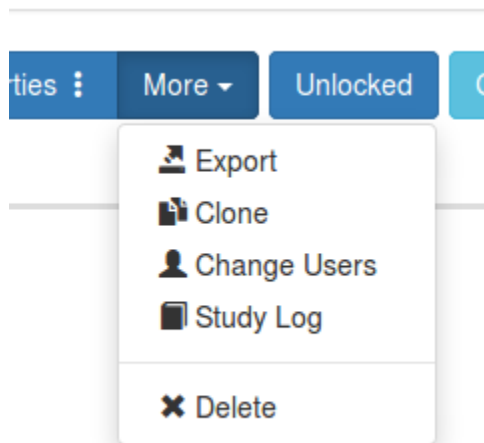 rties More Unlocked
Export
Clone
Change Users
Study Log
Delete